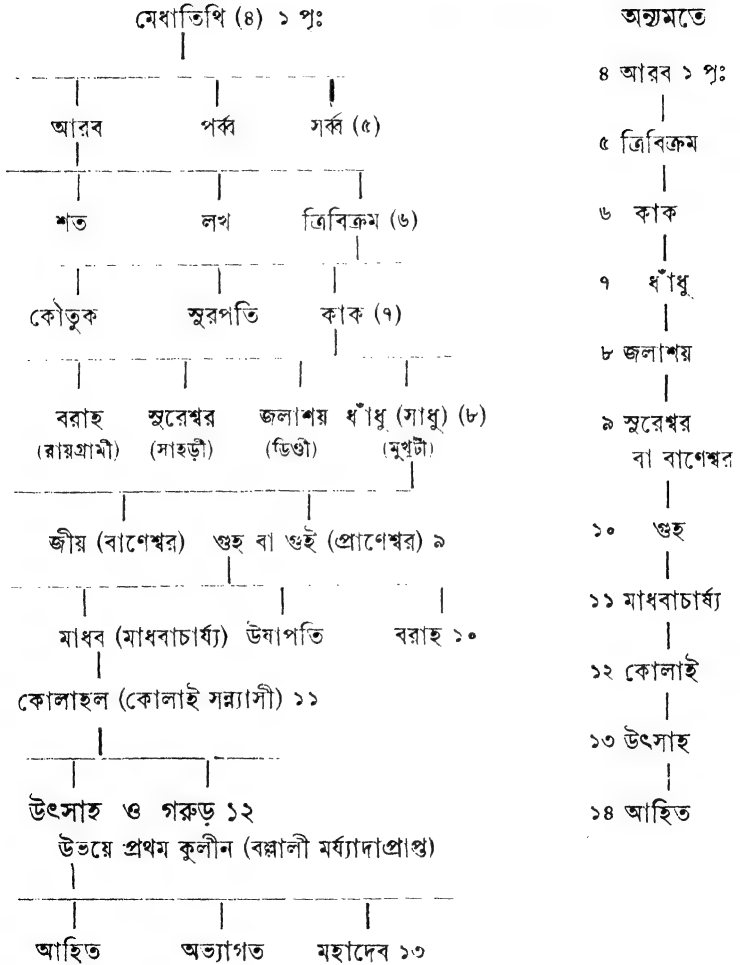 মেধাতিথি (৪) ১ পৃঃ
আরব পর্ব্ব সর্ব্ব (৫)
শত লখ ত্রিবিক্রম (৬)
কৌতুক সুরপতি কাক (৭)
বরাহ সুরেশ্বর জলাশয় ধাঁধু (সাধু) (৮)
(রায়গ্রামী) (সাহড়ী) (ডিণ্ডী) (মুখুটী)
জীয় (বাণেশ্বর) গুহ বা গুই (প্রাণেশ্বর) ৯
মাধব (মাধবাচার্য্য) উষাপতি বরাহ ১০
কোলাহল (কোলাই সন্ন্যাসী) ১১
উৎসাহ ও গরুড় ১২
উভয়ে প্রথম কুলীন (বল্লালী মর্য্যাদাপ্রাপ্ত)
আহিত অভ্যাগত মহাদেব ১৩
অন্যমতে
৪ আরব ১ পৃঃ
৫ ত্রিবিক্রম
৬ কাক
৭ ধাঁধু
৮ জলাশয়
৯ সুরেশ্বর
বা বাণেশ্বর
১০ গুহ
১১ মাধবাচার্য্য
১২ কোলাই
১৩ উৎসাহ
১৪ আহিত